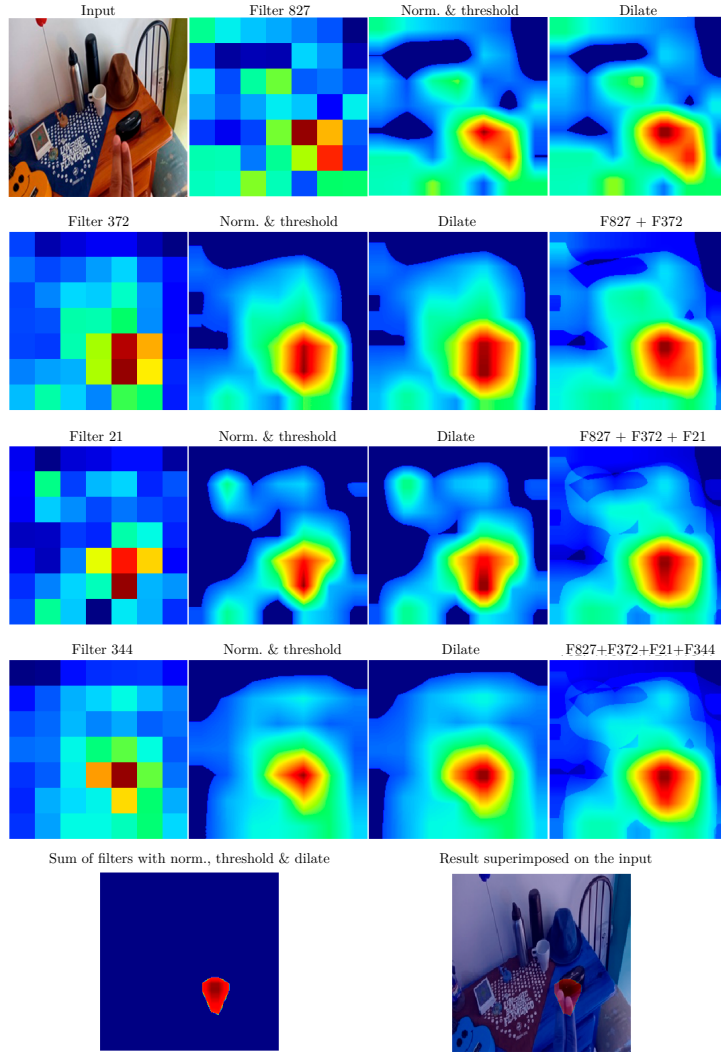 Input Filter 827 Norm. & threshold Dilate
Filter 372 Norm. & threshold Dilate F827 + F372
Filter 21 Norm. & threshold Dilate F827 + F372 + F21
Filter 344 Norm. & threshold Dilate F827+F372+F21+F344
Sum of filters with norm., threshold & dilate Result superimposed on the input